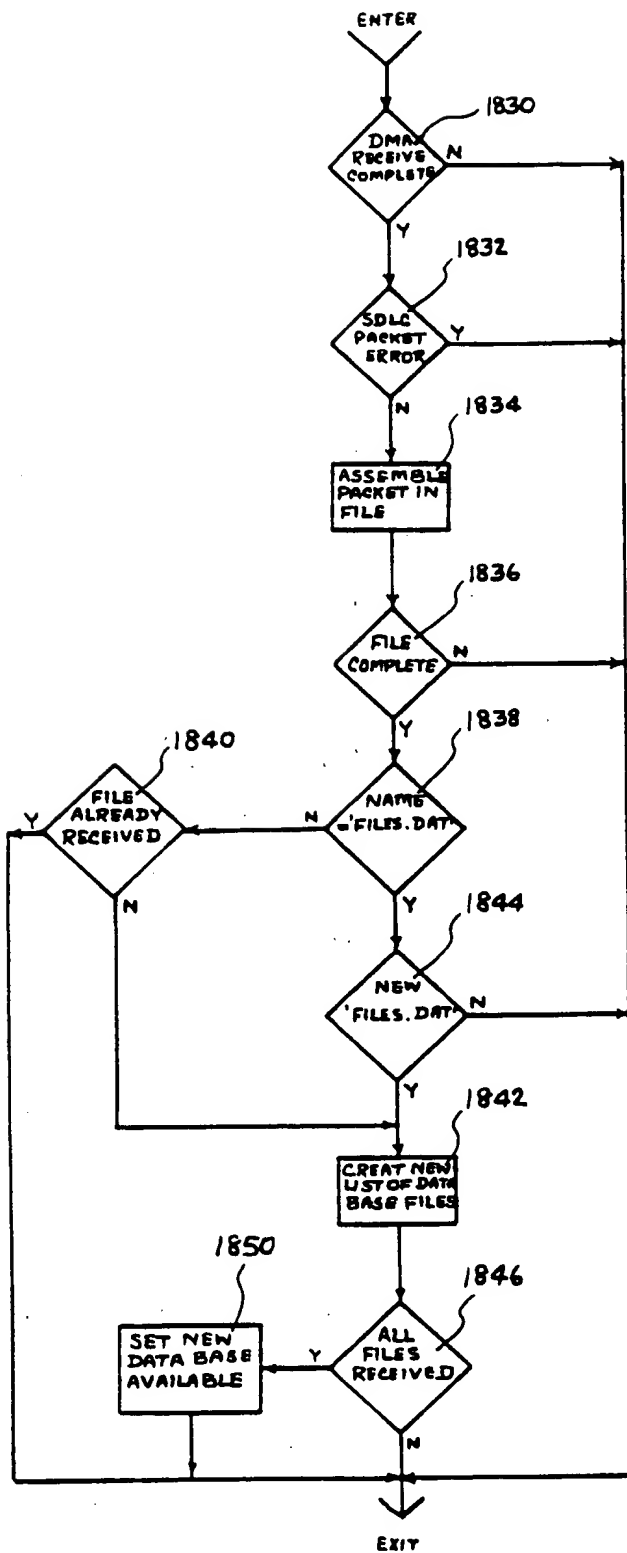 ENTER
1830
DMA
RECEIVE
COMPLETE
N
Y
1832
SDLC
PACKET
ERROR
Y
N
1834
ASSEMBLE
PACKET IN
FILE
1836
FILE
COMPLETE
N
Y
1838
1840
NAME
='FILES.DAT'
N
FILE
ALREADY
RECEIVED
Y
N
Y
1844
NEW
'FILES.DAT'
N
Y
1842
CREAT NEW
LIST OF DATA
BASE FILES
1850
1846
SET NEW
DATA BASE
AVAILABLE
Y
ALL
FILES
RECEIVED
N
EXIT